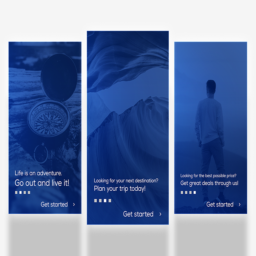 Life is an adventure.
Go out and live it!
Get started
Looking for your next destination?
Plan your trip today!
Get started
Looking for the best possible price?
Get great deals through us!
Get started